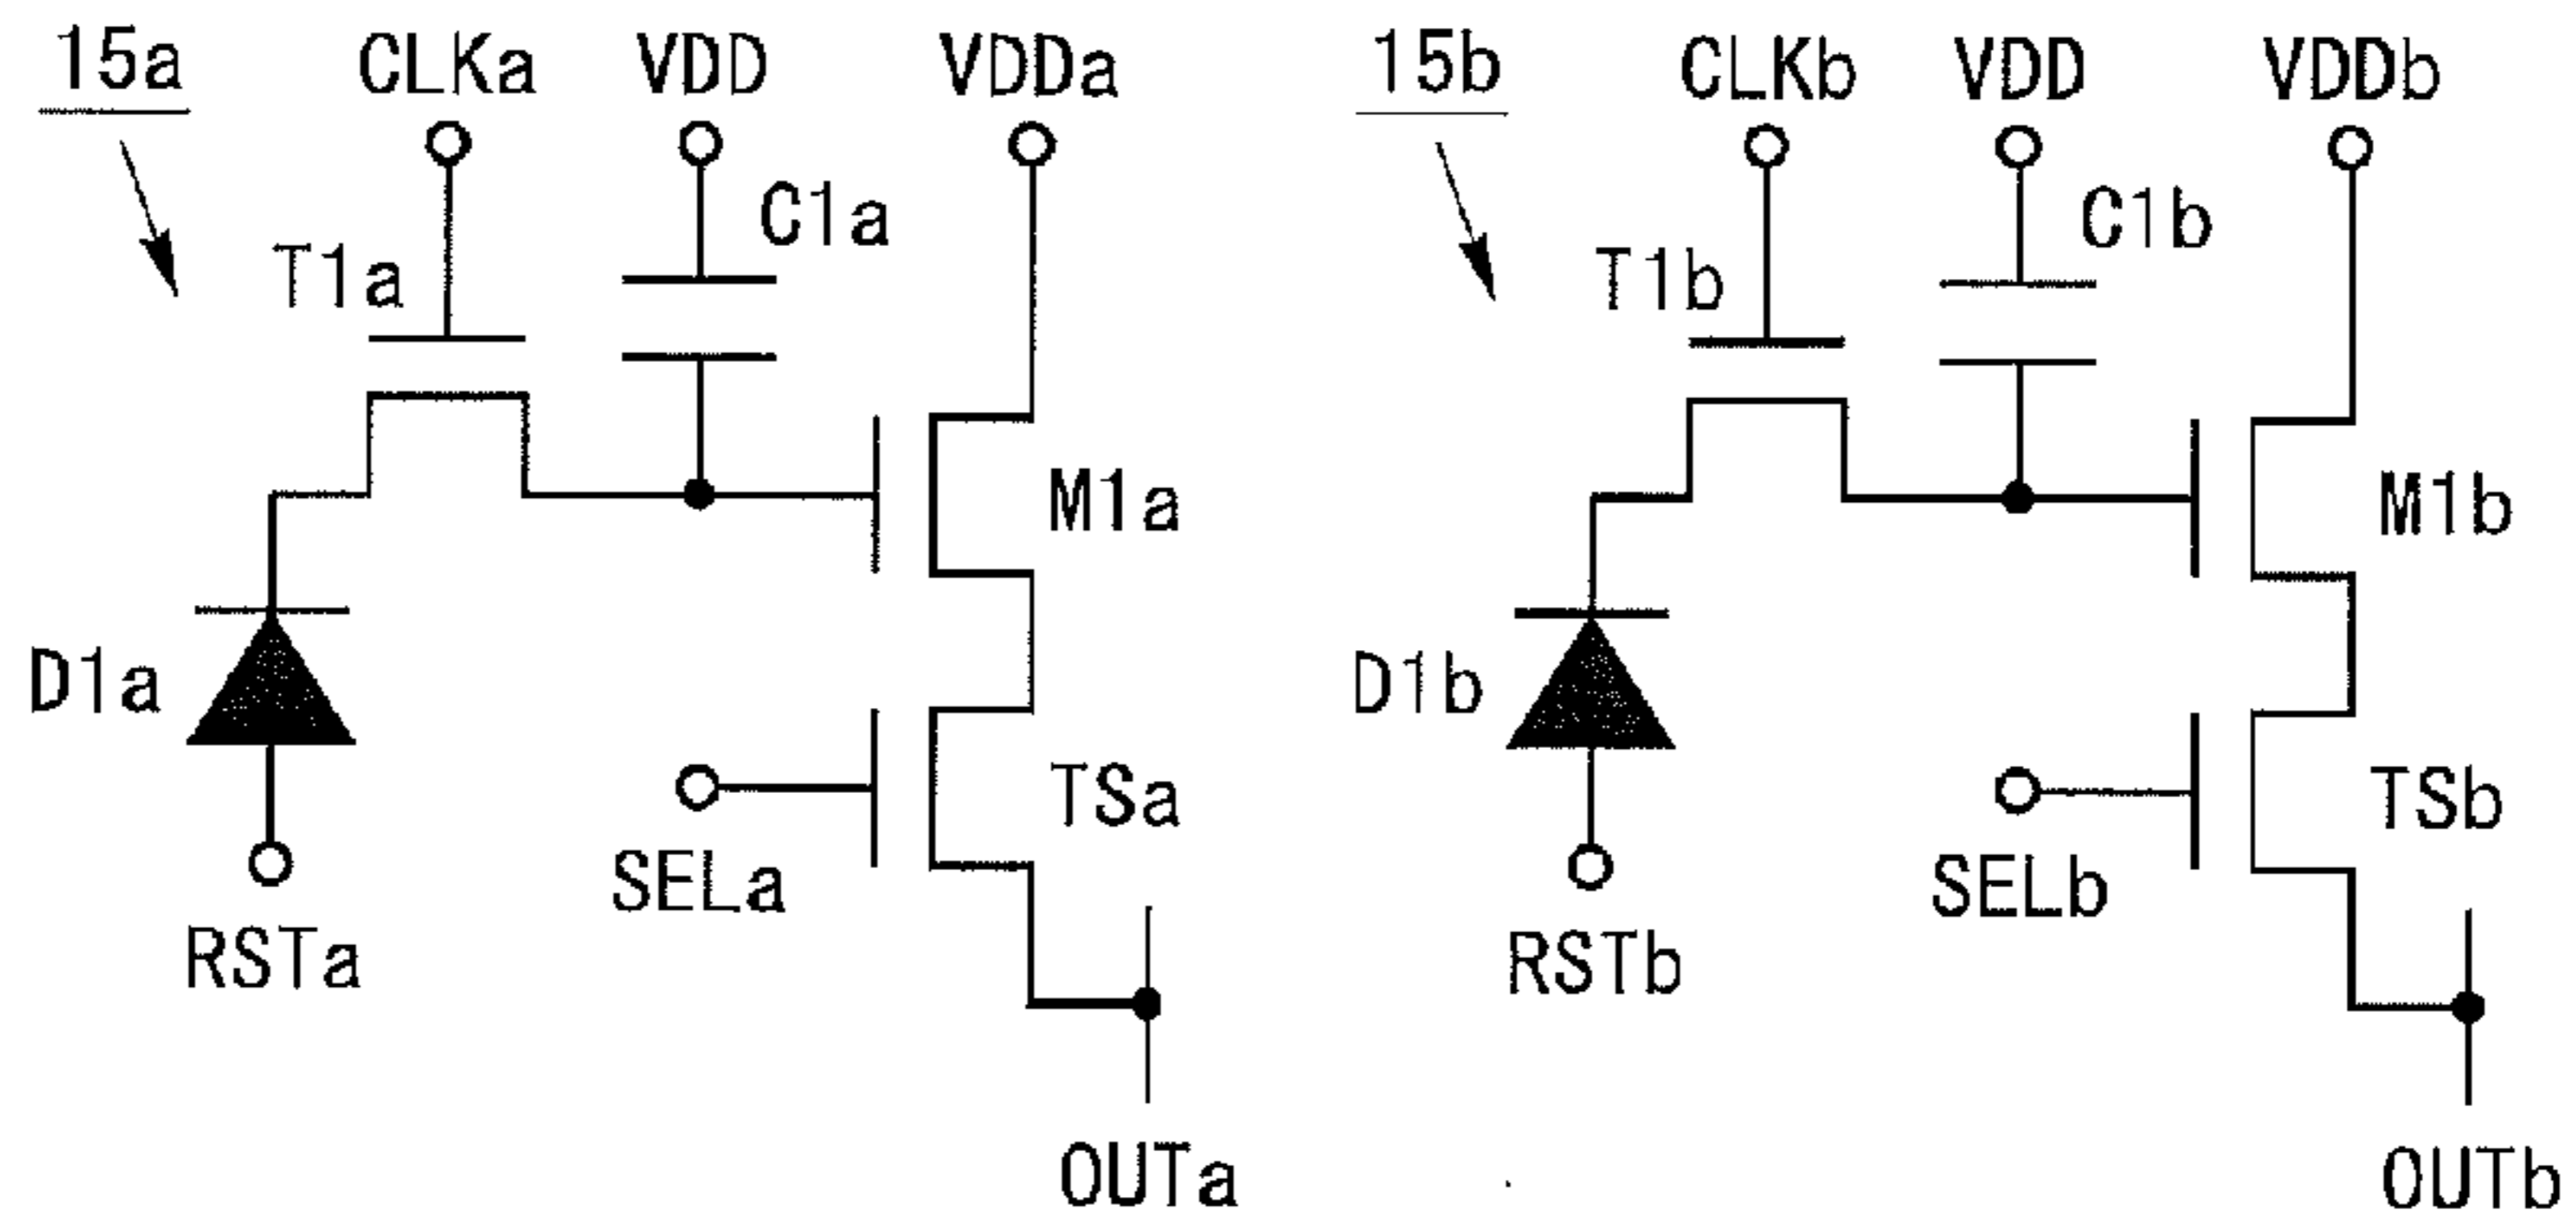 15a
CLKa
VDD
VDDa
C1a
T1a
M1a
D1a
TSa
SELa
RSTa
OUTa
15b
CLKb
VDD
VDDb
C1b
T1b
M1b
D1b
TSb
SELb
RSTb
OUTb